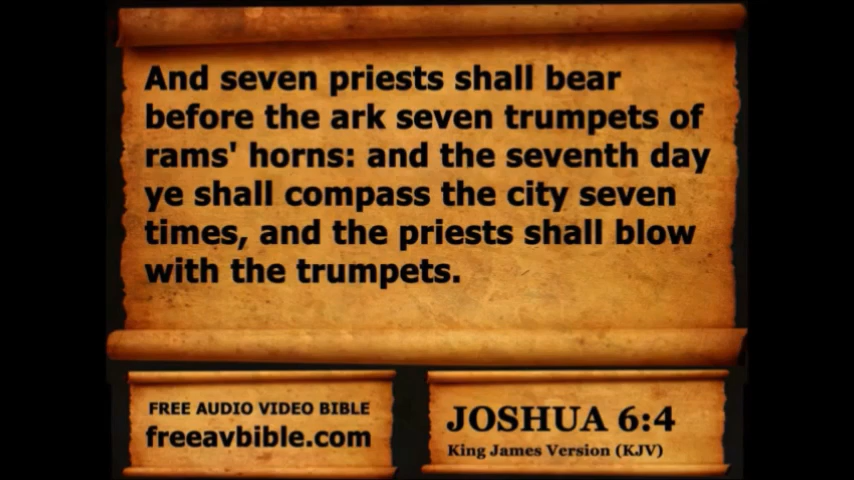 And seven priests shall bear
before the ark seven trumpets of
rams' horns: and the seventh day
ye shall compass the city seven
times, and the priests shall blow
with the trumpets.
FREE AUDIO VIDEO BIBLE
freeavbible.com
JOSHUA 6:4
King James Version (KJV)